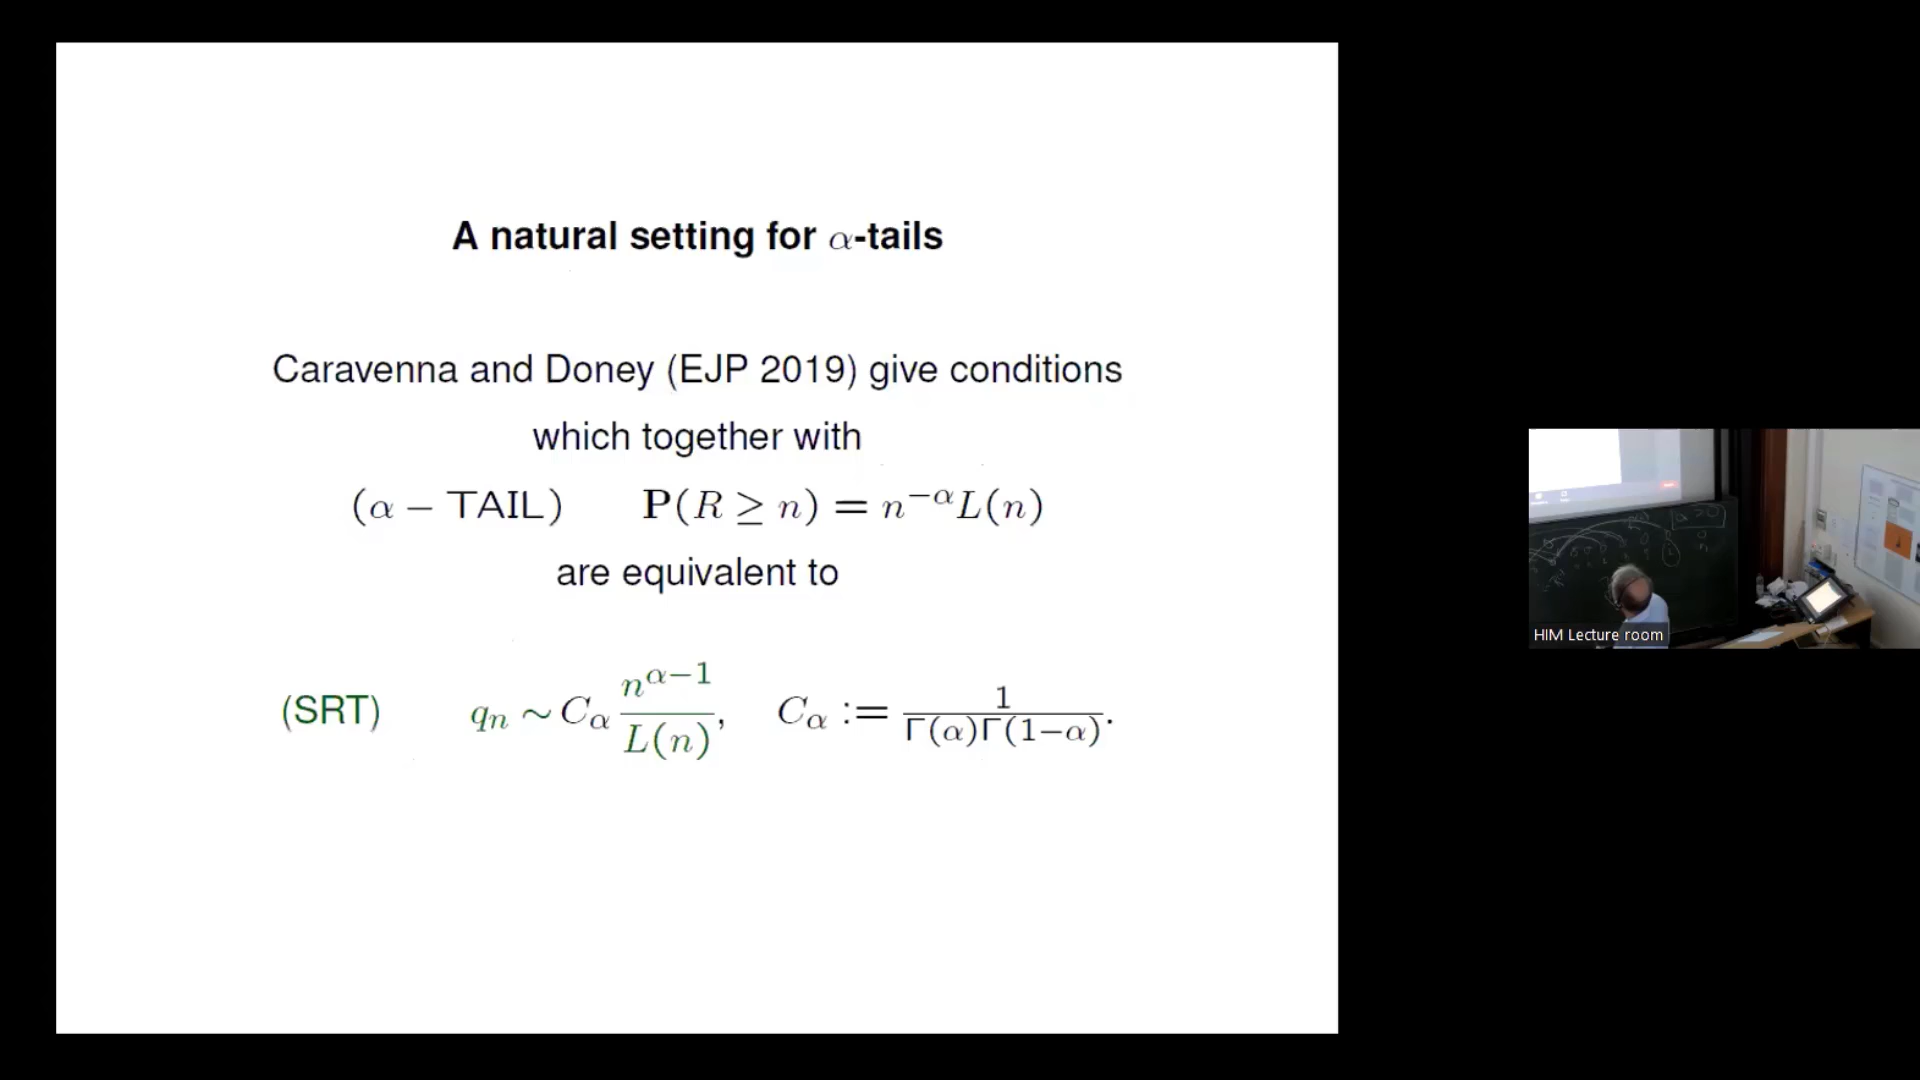 A natural setting for α-tails
Caravenna and Doney (EJP 2019) give conditions
which together with
(α − TAIL) P(R ≥ n) = n^{−α}L(n)
are equivalent to
(SRT) q_n ∼ C_α n^{α−1}/L(n), C_α := 1/(Γ(α)Γ(1−α)).
HIM Lecture room